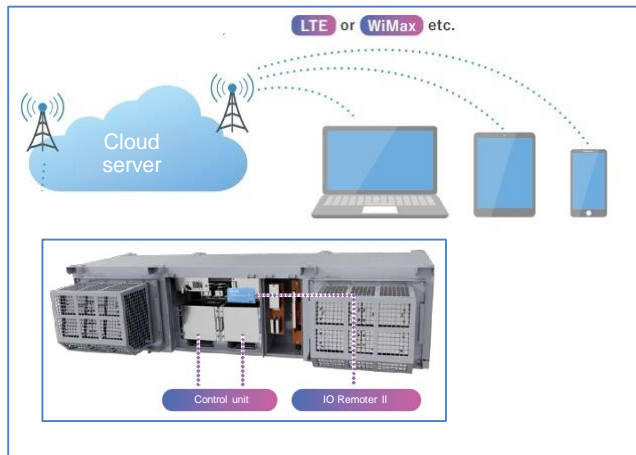 LTE or WiMax etc.
Cloud
server
Control unit
IO Remoter II